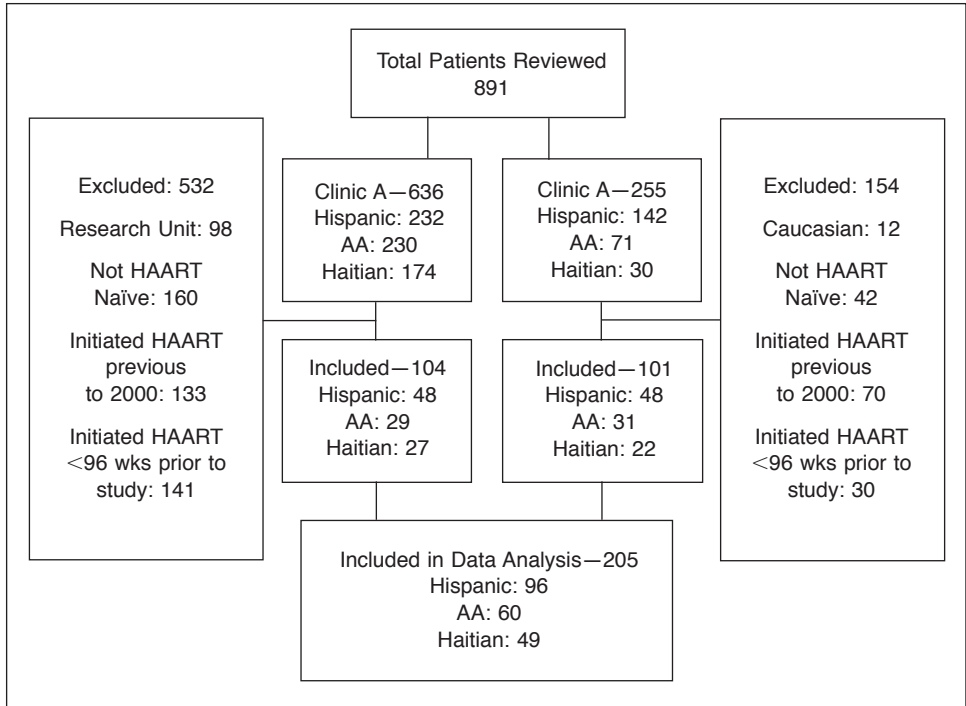 Total Patients Reviewed
891
Excluded: 532
Research Unit: 98
Not HAART
Naïve: 160
Initiated HAART
previous
to 2000: 133
Initiated HAART
<96 wks prior to
study: 141
Clinic A—636
Hispanic: 232
AA: 230
Haitian: 174
Clinic A—255
Hispanic: 142
AA: 71
Haitian: 30
Excluded: 154
Caucasian: 12
Not HAART
Naïve: 42
Initiated HAART
previous
to 2000: 70
Initiated HAART
<96 wks prior to
study: 30
Included—104
Hispanic: 48
AA: 29
Haitian: 27
Included—101
Hispanic: 48
AA: 31
Haitian: 22
Included in Data Analysis—205
Hispanic: 96
AA: 60
Haitian: 49